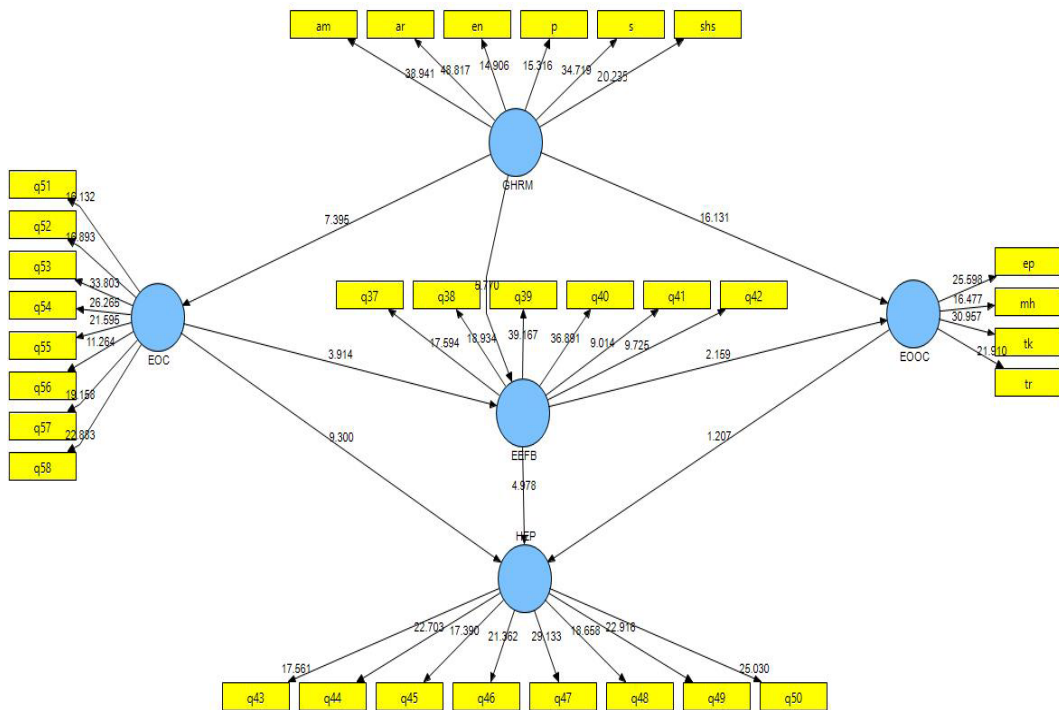 am ar en p s shs
38.941 48.817 14.906 15.316 34.719 20.235
GHRM
7.395 16.131
5.770
q51
q52
q53
q54
q55
q56
q57
q58
16.132
16.893
33.803
26.266
21.595
11.264
19.158
22.883
EOC
q37 q38 q39 q40 q41 q42
17.594 18.934 39.167 36.891 9.014 9.725
3.914 2.159
EEFB
ep
mh
tk
tr
25.598
16.477
30.957
21.910
EOOC
9.300 1.207
4.978
HEP
17.561 22.703 17.390 21.362 29.133 18.658 22.916 25.030
q43 q44 q45 q46 q47 q48 q49 q50